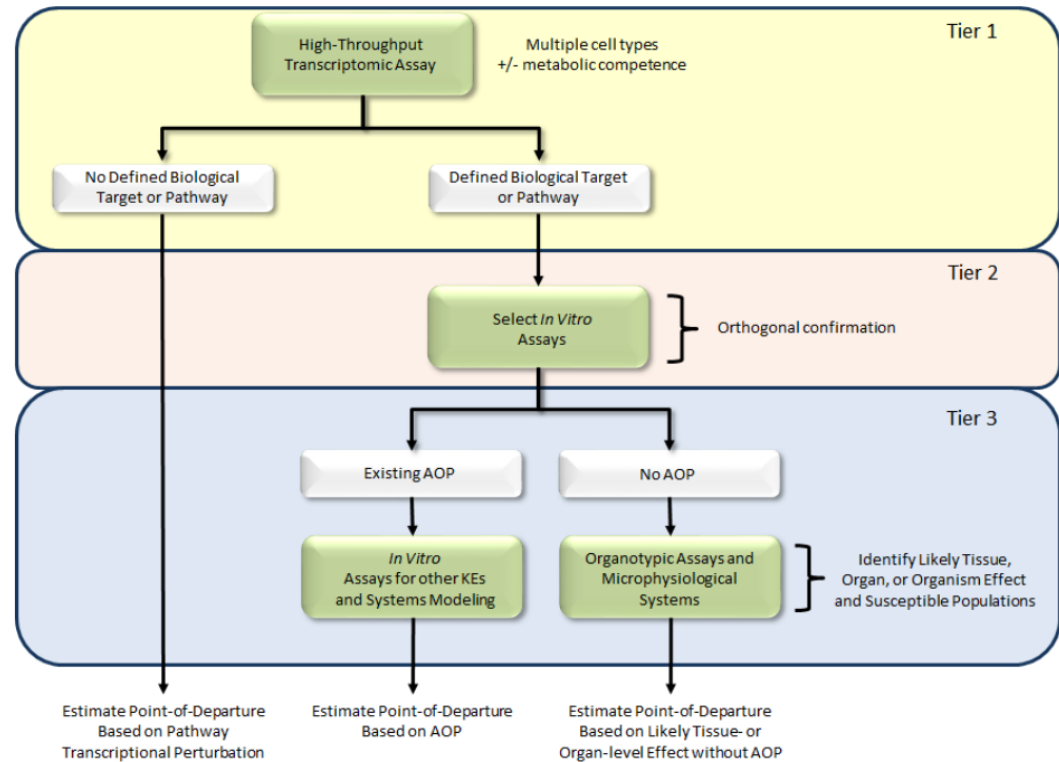 Tier 1
High-Throughput
Transcriptomic Assay
Multiple cell types
+/- metabolic competence
No Defined Biological
Target or Pathway
Defined Biological Target
or Pathway
Tier 2
Select In Vitro
Assays
Orthogonal confirmation
Tier 3
Existing AOP
No AOP
In Vitro
Assays for other KEs
and Systems Modeling
Organotypic Assays and
Microphysiological
Systems
Identify Likely Tissue,
Organ, or Organism Effect
and Susceptible Populations
Estimate Point-of-Departure
Based on Pathway
Transcriptional Perturbation
Estimate Point-of-Departure
Based on AOP
Estimate Point-of-Departure
Based on Likely Tissue- or
Organ-level Effect without AOP